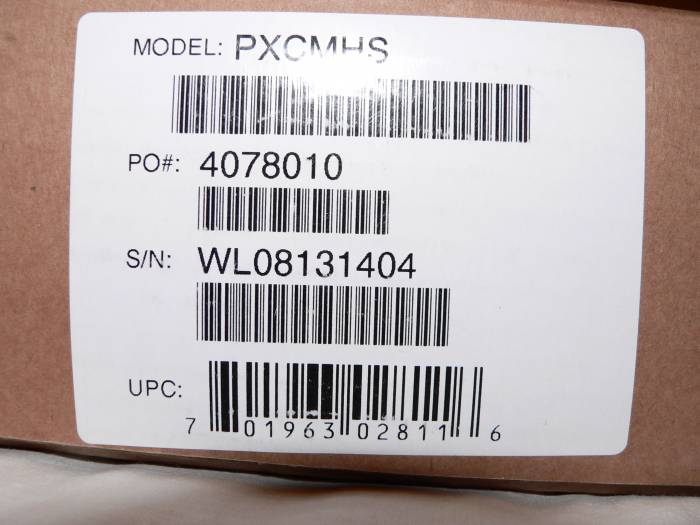 MODEL: PXCMHS
PO#: 4078010
S/N: WL08131404
UPC:
7 01963 02811 6